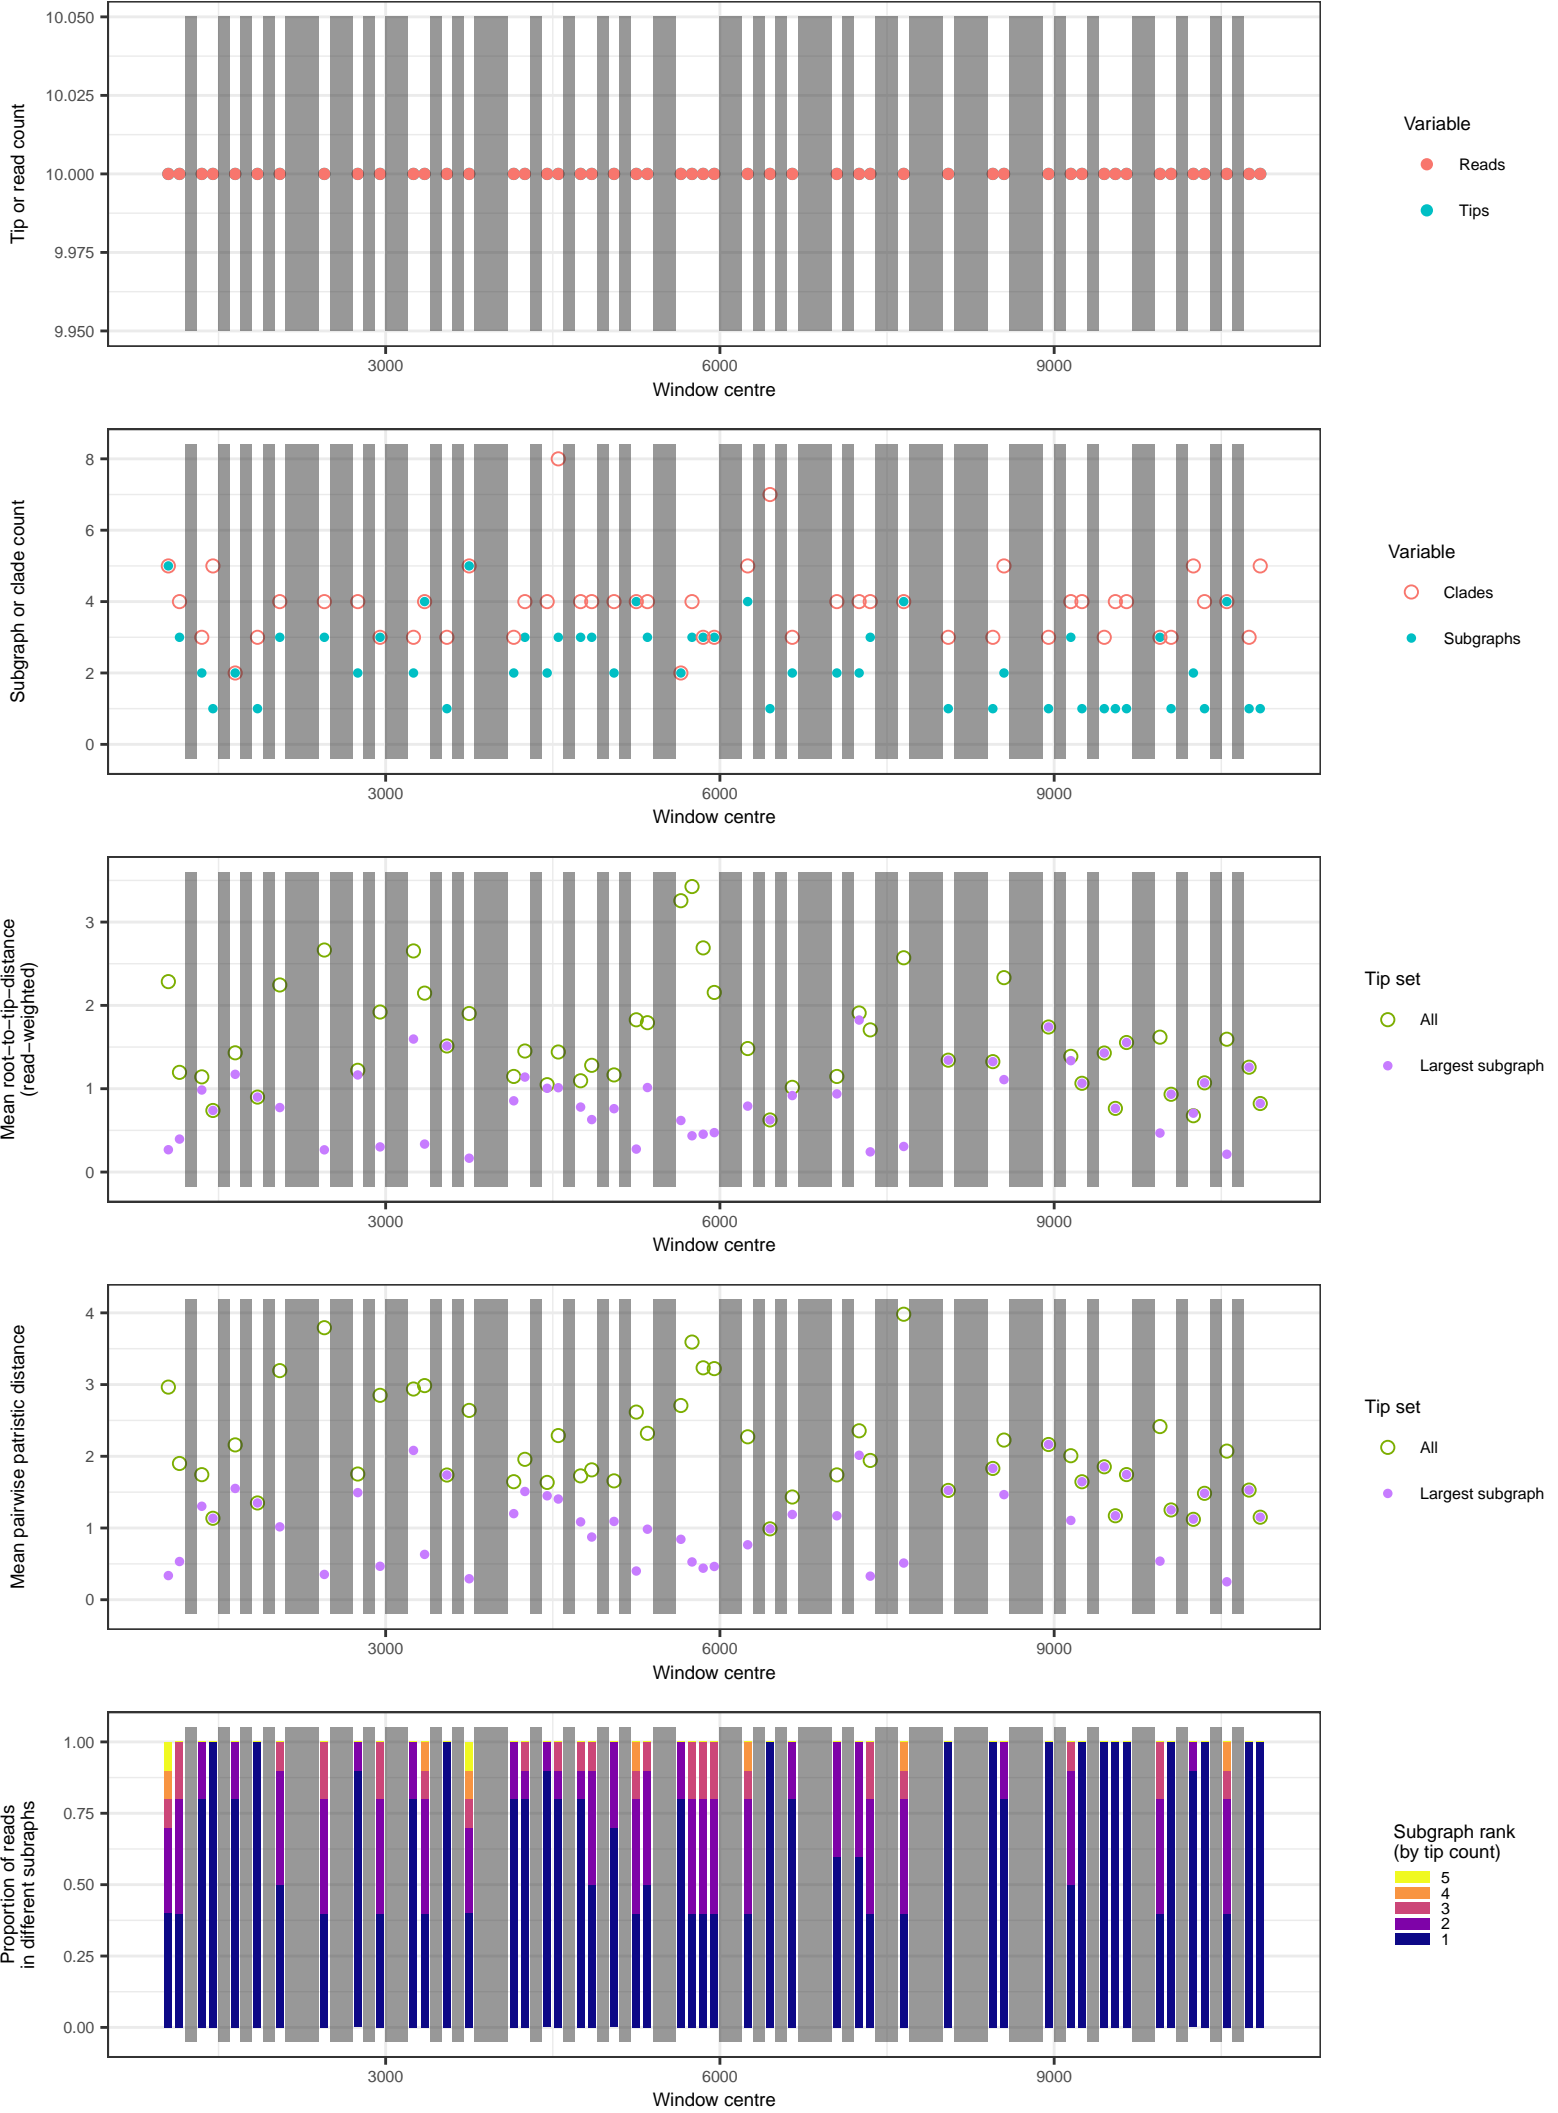 10.050
10.025
10.000
9.975
9.950
Tip or read count
3000
6000
9000
Window centre
Variable
Reads
Tips
8
6
4
2
0
Subgraph or clade count
3000
6000
9000
Window centre
Variable
Clades
Subgraphs
3
2
1
0
Mean root−to−tip−distance
(read−weighted)
3000
6000
9000
Window centre
Tip set
All
Largest subgraph
4
3
2
1
0
Mean pairwise patristic distance
3000
6000
9000
Window centre
Tip set
All
Largest subgraph
1.00
0.75
0.50
0.25
0.00
Proportion of reads
in different subraphs
3000
6000
9000
Window centre
Subgraph rank
(by tip count)
5
4
3
2
1